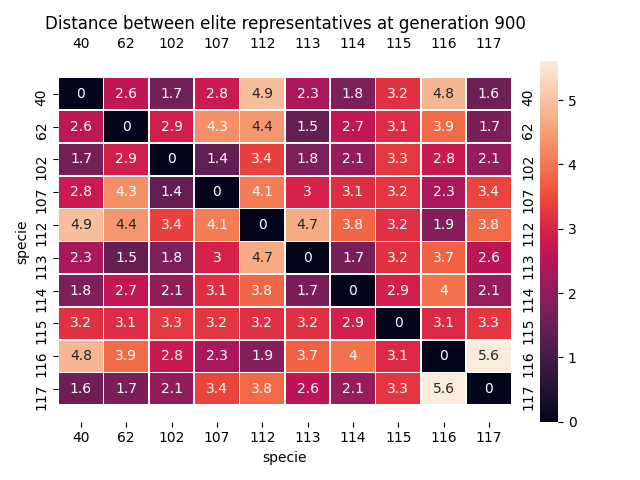 Distance between elite representatives at generation 900
40 62 102 107 112 113 114 115 116 117
40 0 2.6 1.7 2.8 4.9 2.3 1.8 3.2 4.8 1.6 40
62 2.6 0 2.9 4.3 4.4 1.5 2.7 3.1 3.9 1.7 62
102 1.7 2.9 0 1.4 3.4 1.8 2.1 3.3 2.8 2.1 102
107 2.8 4.3 1.4 0 4.1 3 3.1 3.2 2.3 3.4 107
112 4.9 4.4 3.4 4.1 0 4.7 3.8 3.2 1.9 3.8 112
113 2.3 1.5 1.8 3 4.7 0 1.7 3.2 3.7 2.6 113
114 1.8 2.7 2.1 3.1 3.8 1.7 0 2.9 4 2.1 114
115 3.2 3.1 3.3 3.2 3.2 3.2 2.9 0 3.1 3.3 115
116 4.8 3.9 2.8 2.3 1.9 3.7 4 3.1 0 5.6 116
117 1.6 1.7 2.1 3.4 3.8 2.6 2.1 3.3 5.6 0 117
40 62 102 107 112 113 114 115 116 117
specie
specie
5
4
3
2
1
0